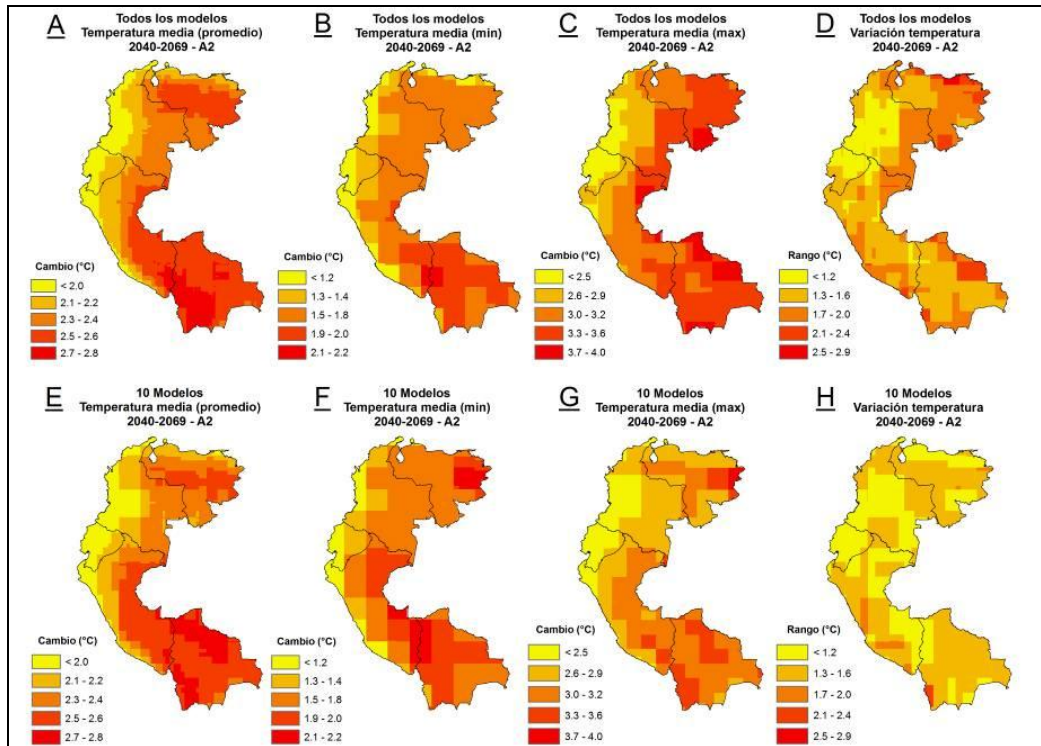 A
Todos los modelos
Temperatura media (promedio)
2040-2069 - A2
Cambio (°C)
< 2.0
2.1 - 2.2
2.3 - 2.4
2.5 - 2.6
2.7 - 2.8
B
Todos los modelos
Temperatura media (min)
2040-2069 - A2
Cambio (°C)
< 1.2
1.3 - 1.4
1.5 - 1.8
1.9 - 2.0
2.1 - 2.2
C
Todos los modelos
Temperatura media (max)
2040-2069 - A2
Cambio (°C)
< 2.5
2.6 - 2.9
3.0 - 3.2
3.3 - 3.6
3.7 - 4.0
D
Todos los modelos
Variación temperatura
2040-2069 - A2
Rango (°C)
< 1.2
1.3 - 1.6
1.7 - 2.0
2.1 - 2.4
2.5 - 2.9
E
10 Modelos
Temperatura media (promedio)
2040-2069 - A2
Cambio (°C)
< 2.0
2.1 - 2.2
2.3 - 2.4
2.5 - 2.6
2.7 - 2.8
F
10 Modelos
Temperatura media (min)
2040-2069 - A2
Cambio (°C)
< 1.2
1.3 - 1.4
1.5 - 1.8
1.9 - 2.0
2.1 - 2.2
G
10 Modelos
Temperatura media (max)
2040-2069 - A2
Cambio (°C)
< 2.5
2.6 - 2.9
3.0 - 3.2
3.3 - 3.6
3.7 - 4.0
H
10 Modelos
Variación temperatura
2040-2069 - A2
Rango (°C)
< 1.2
1.3 - 1.6
1.7 - 2.0
2.1 - 2.4
2.5 - 2.9